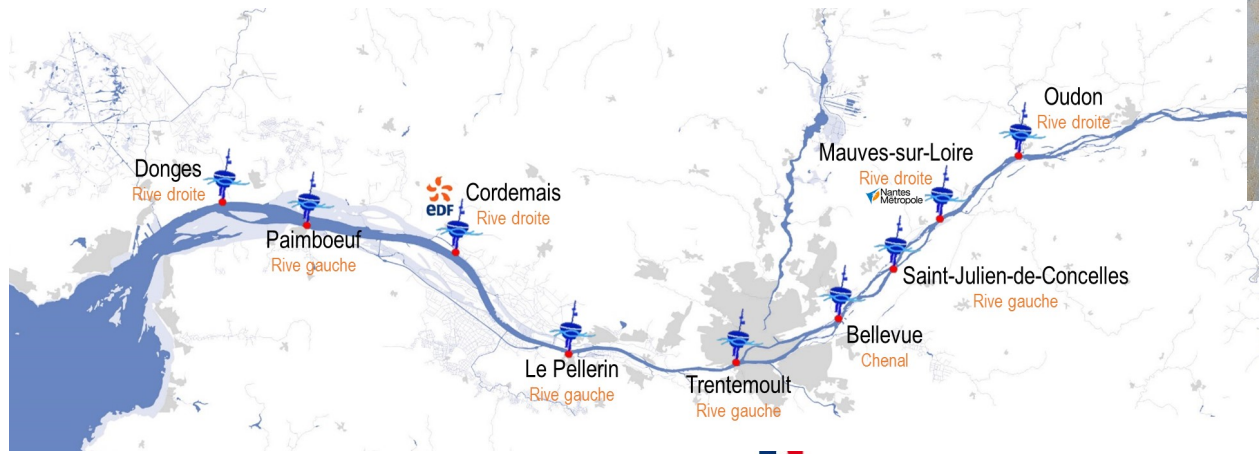 Donges
Rive droite
Paimboeuf
Rive gauche
eDF
Cordemais
Rive droite
Le Pellerin
Rive gauche
Trentemoult
Rive gauche
Bellevue
Chenal
Saint-Julien-de-Concelles
Rive gauche
Mauves-sur-Loire
Rive droite
Nantes
Métropole
Oudon
Rive droite